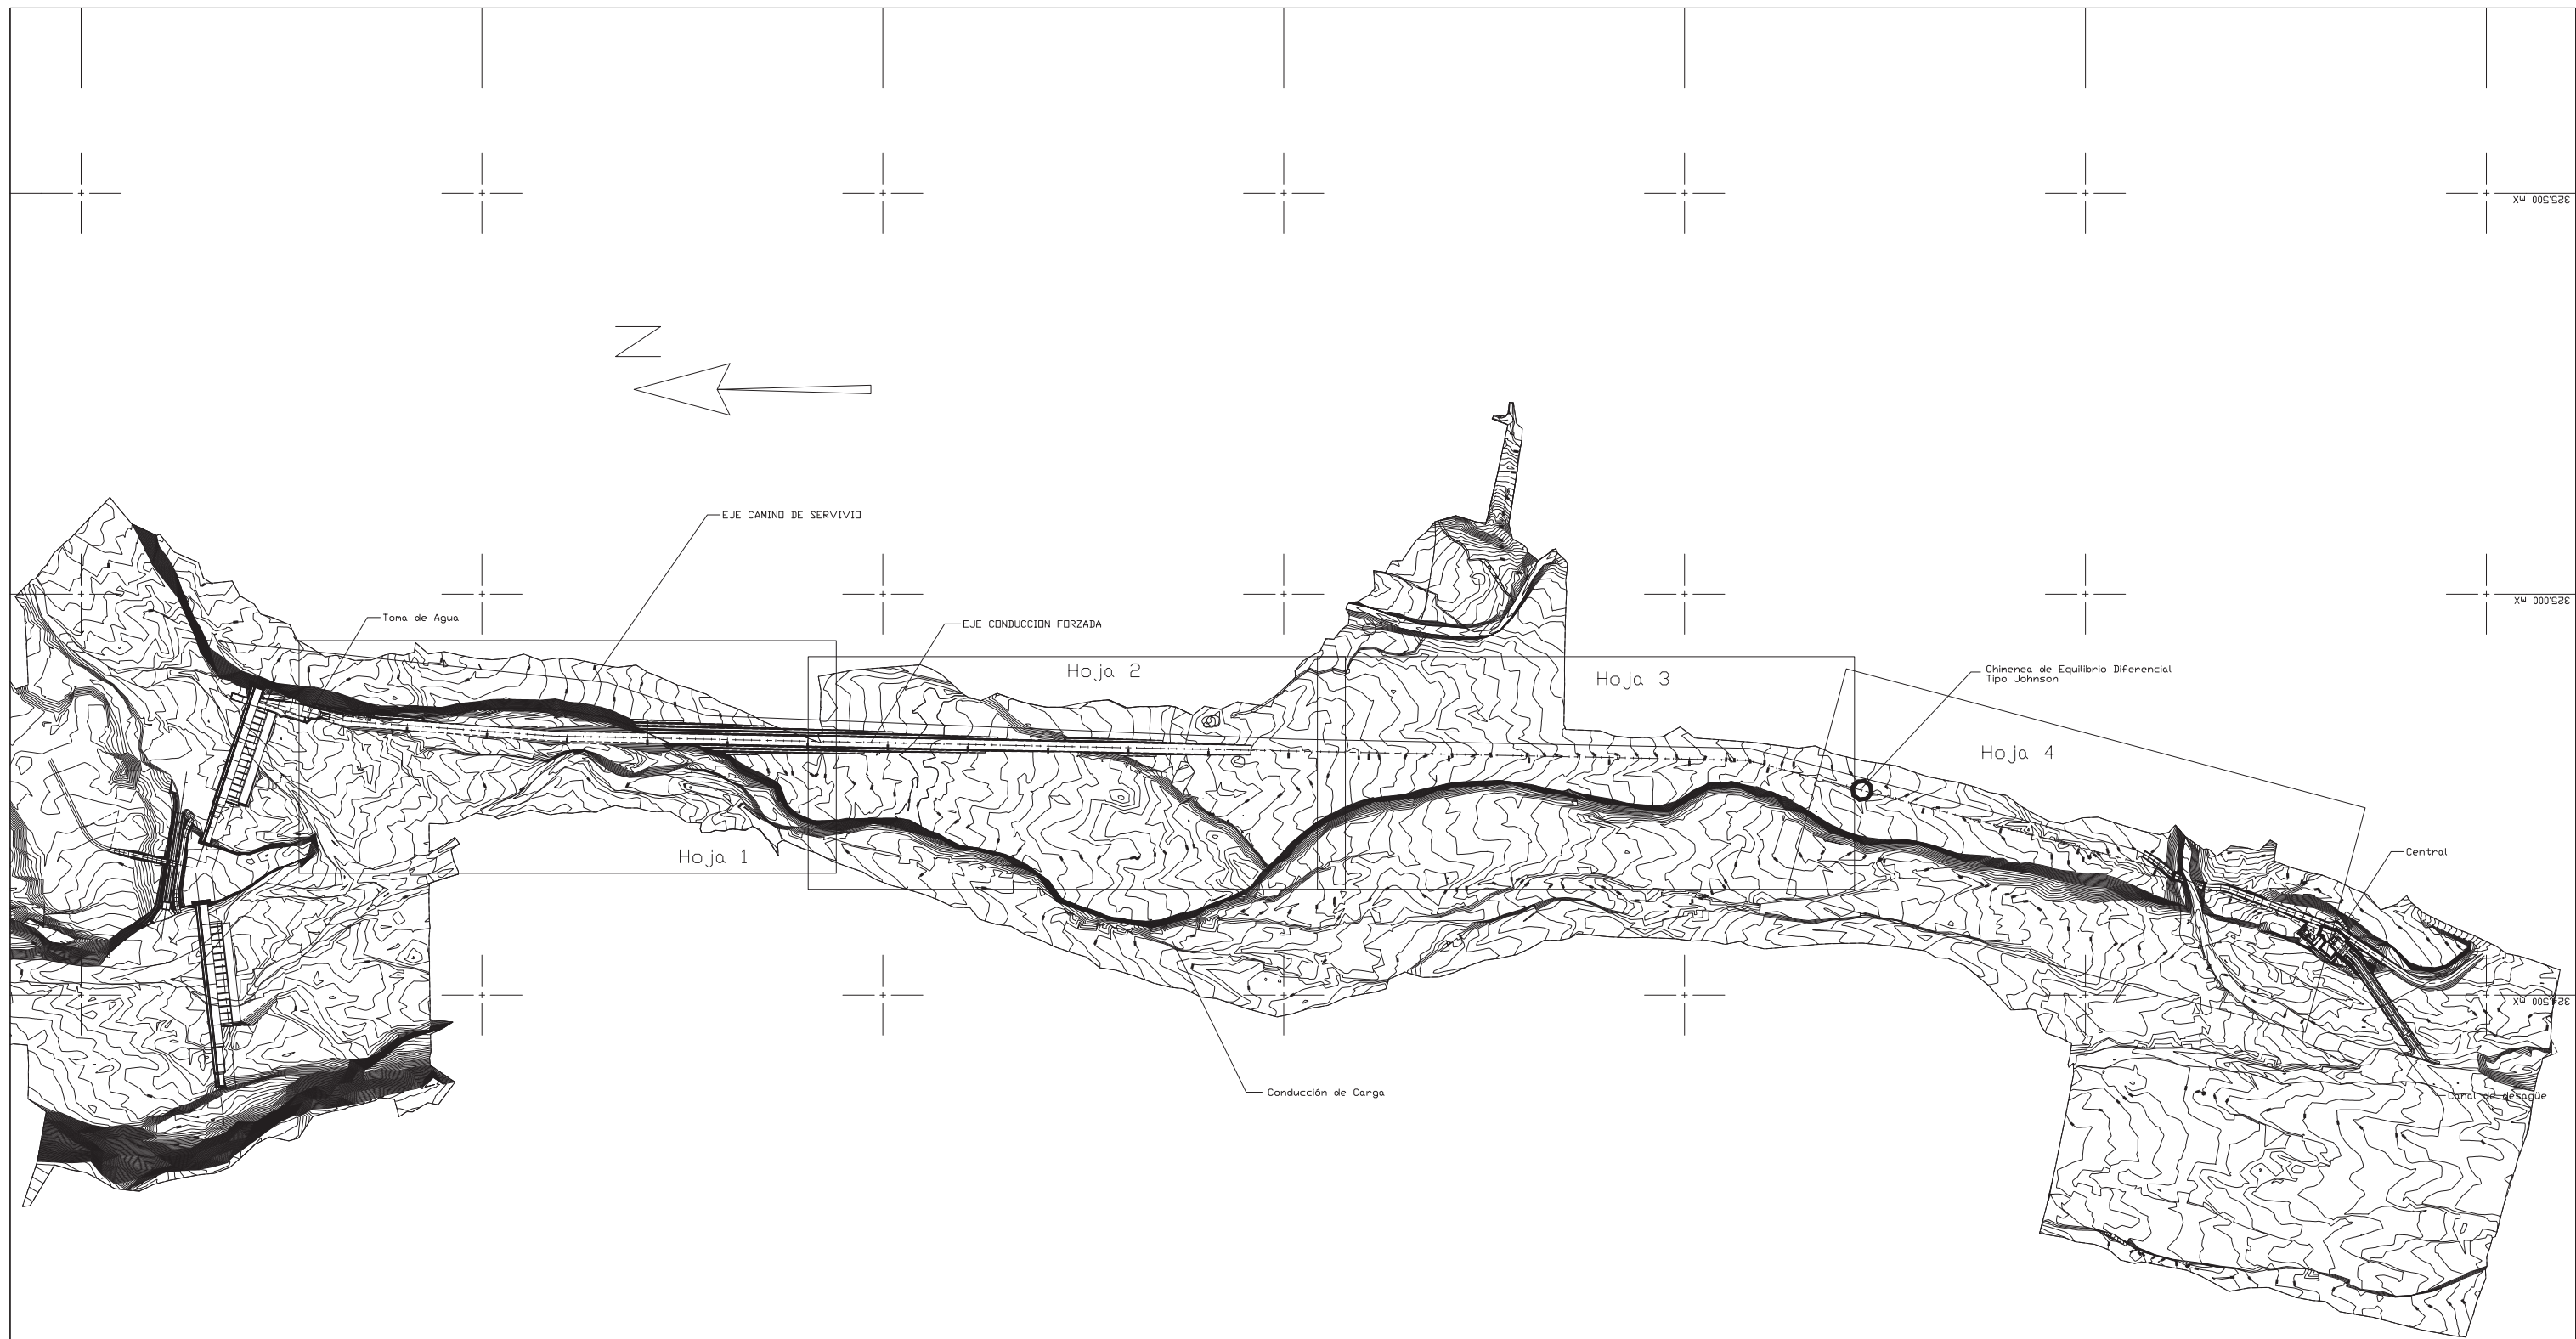 325.500 MX
N
EJE CAMINO DE SERVIVIO
325.000 MX
Toma de Agua
EJE CONDUCCION FORZADA
Hoja 2
Hoja 3
Chimenea de Equilibrio Diferencial
Tipo Johnson
Hoja 4
Hoja 1
Central
324.500 MX
Conducción de Carga
Canal de desagüe